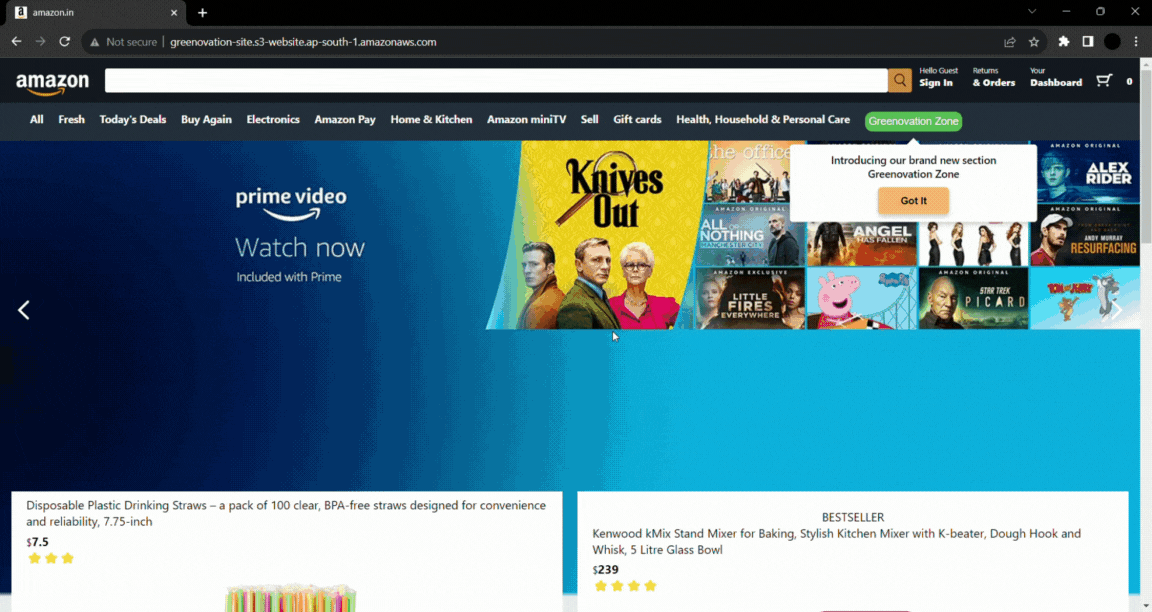 amazon.in
Not secure | greenovation-site.s3-website.ap-south-1.amazonaws.com
amazon
Hello Guest
Sign In
Returns
& Orders
Your
Dashboard
0
All Fresh Today's Deals Buy Again Electronics Amazon Pay Home & Kitchen Amazon miniTV Sell Gift cards Health, Household & Personal Care Greenovation Zone
Introducing our brand new section
Greenovation Zone
Got It
prime video
Watch now
Included with Prime
Knives
Out
the office
AMAZON ORIGINAL
ALEX
RIDER
AMAZON ORIGINAL
ALL OR
NOTHING
MANCHESTER CITY
ANGEL
HAS FALLEN
AMAZON ORIGINAL
ANDY MURRAY
RESURFACING
AMAZON EXCLUSIVE
LITTLE
FIRES
EVERYWHERE
Peppa Pig
AMAZON ORIGINAL
STAR TREK
PICARD
TOM and JERRY
Disposable Plastic Drinking Straws – a pack of 100 clear, BPA-free straws designed for convenience
and reliability, 7.75-inch
$7.5
BESTSELLER
Kenwood kMix Stand Mixer for Baking, Stylish Kitchen Mixer with K-beater, Dough Hook and
Whisk, 5 Litre Glass Bowl
$239